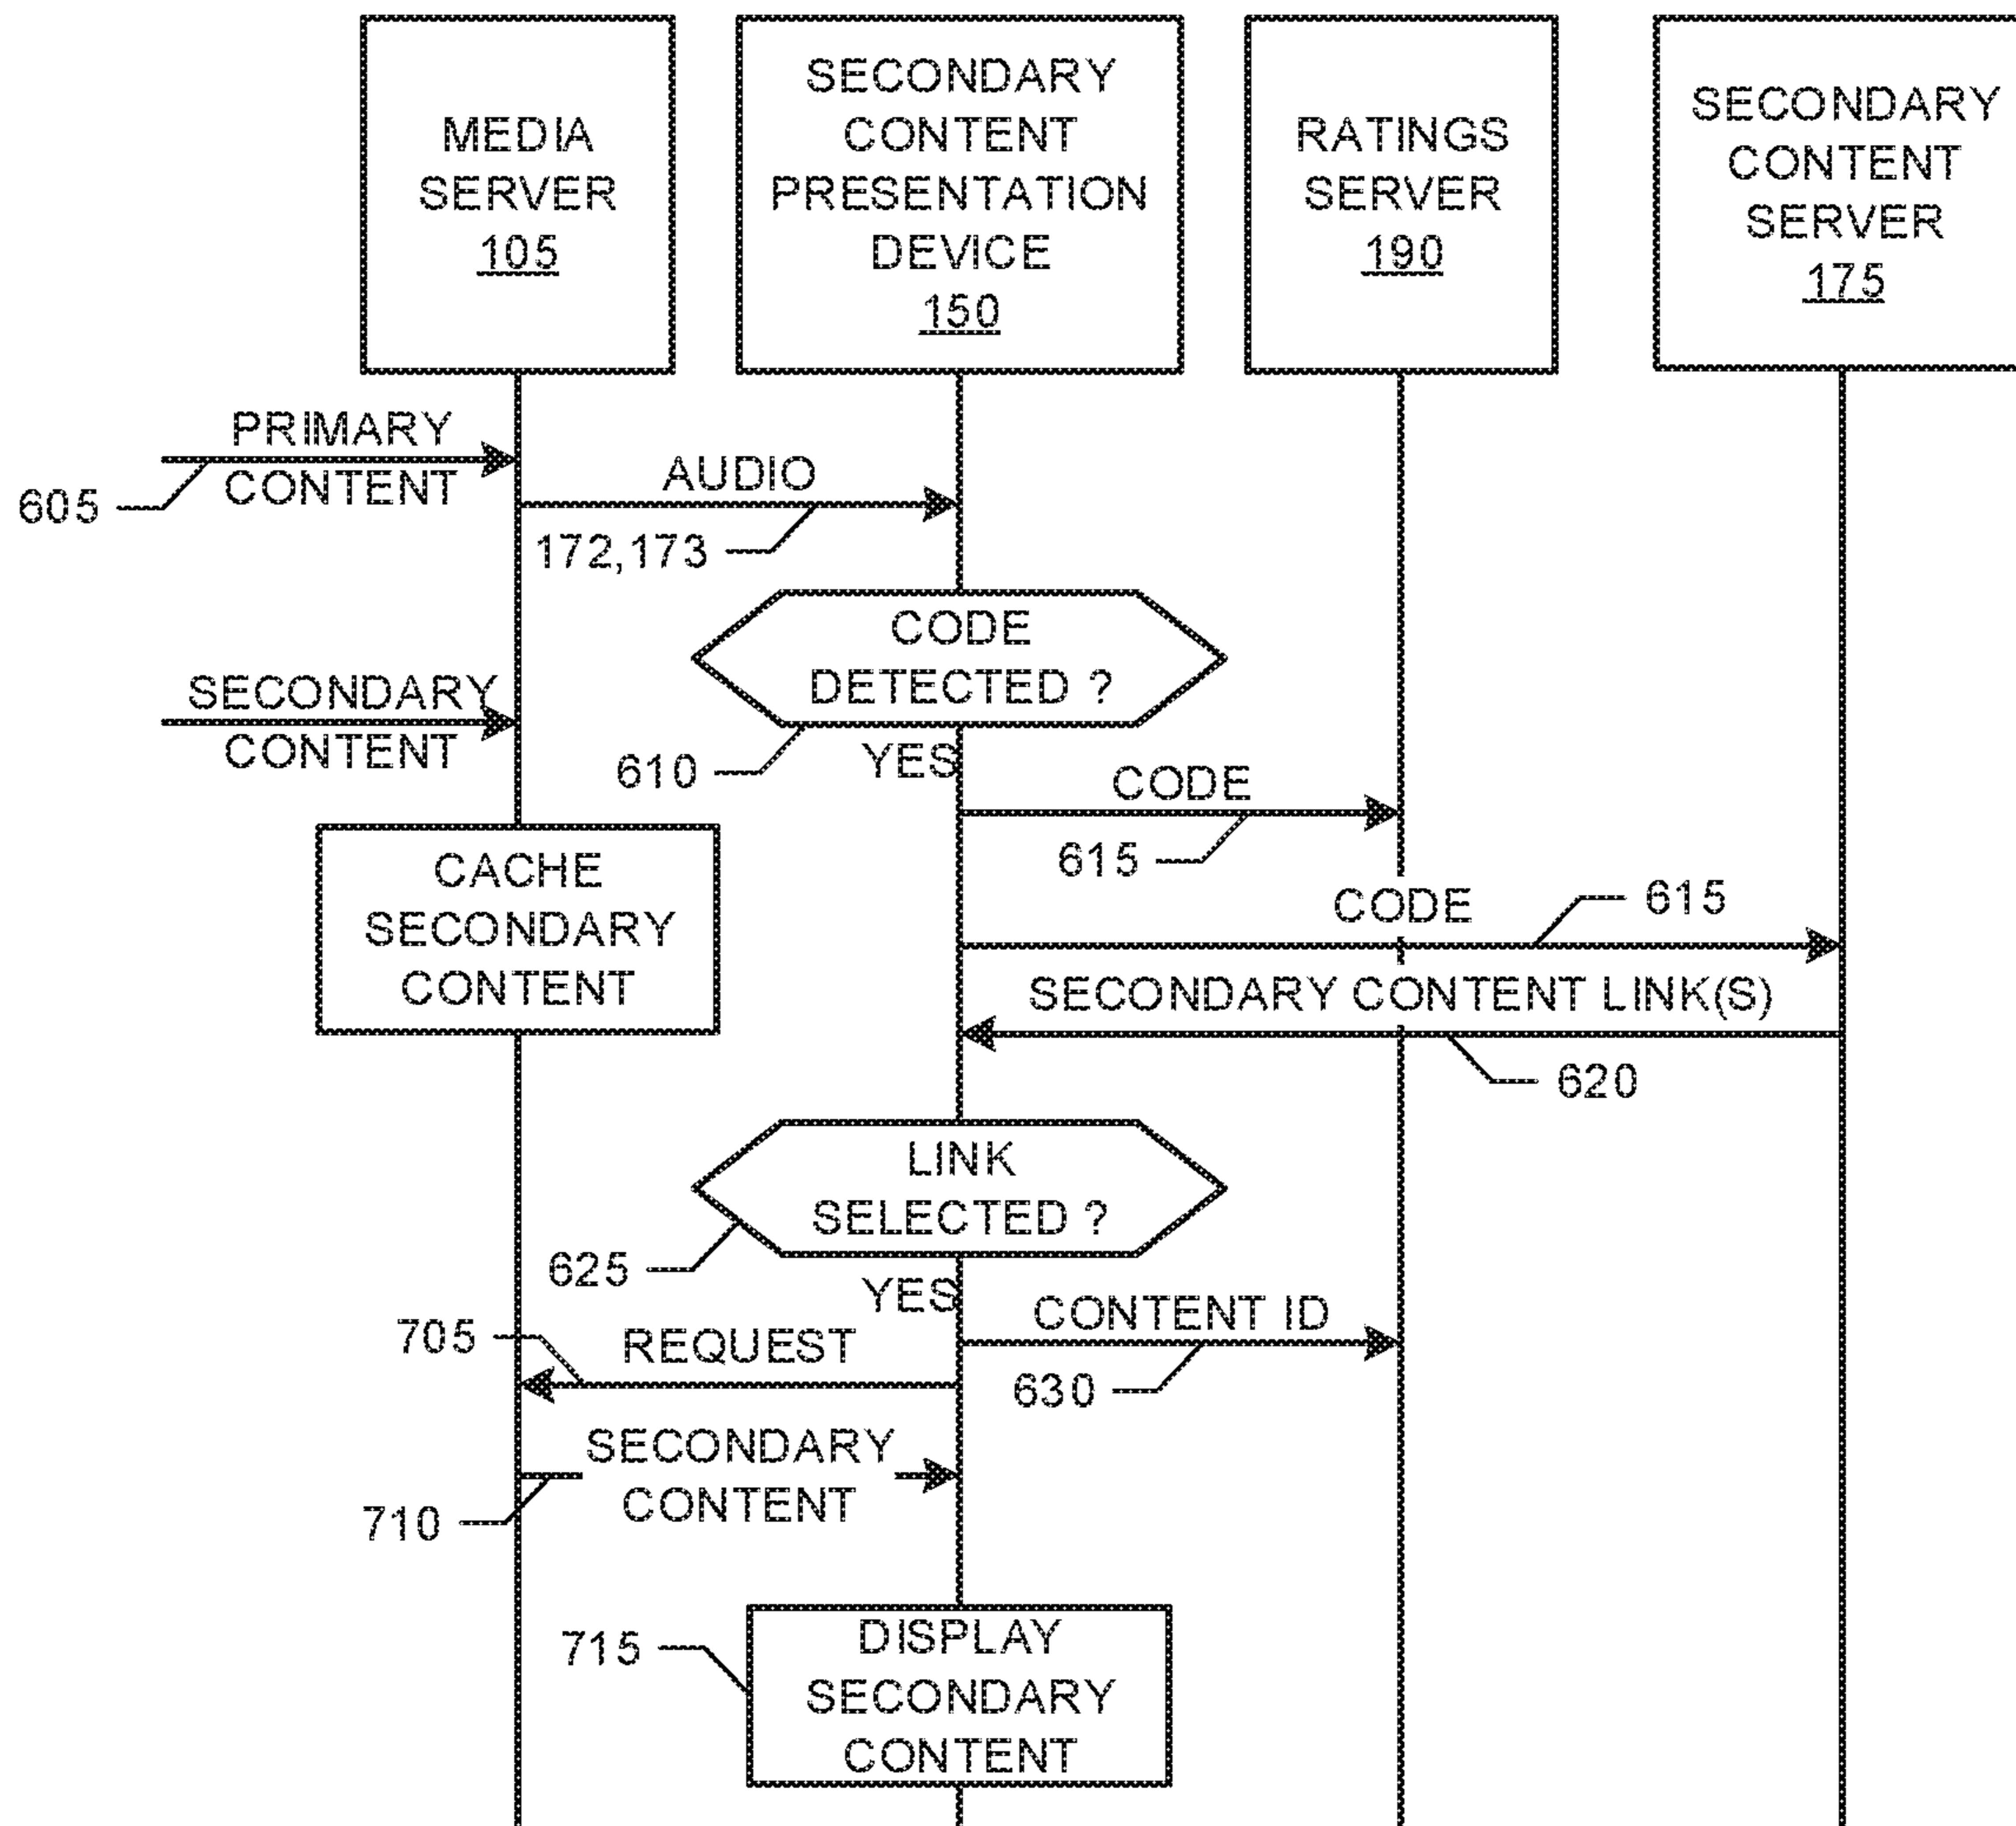 MEDIA
SERVER
105
SECONDARY
CONTENT
PRESENTATION
DEVICE
150
RATINGS
SERVER
190
SECONDARY
CONTENT
SERVER
175
PRIMARY
CONTENT
605
AUDIO
172,173
CODE
DETECTED ?
610
YES
SECONDARY
CONTENT
CODE
615
CACHE
SECONDARY
CONTENT
CODE
615
SECONDARY CONTENT LINK(S)
620
LINK
SELECTED ?
625
YES
CONTENT ID
630
705
REQUEST
SECONDARY
CONTENT
710
715
DISPLAY
SECONDARY
CONTENT